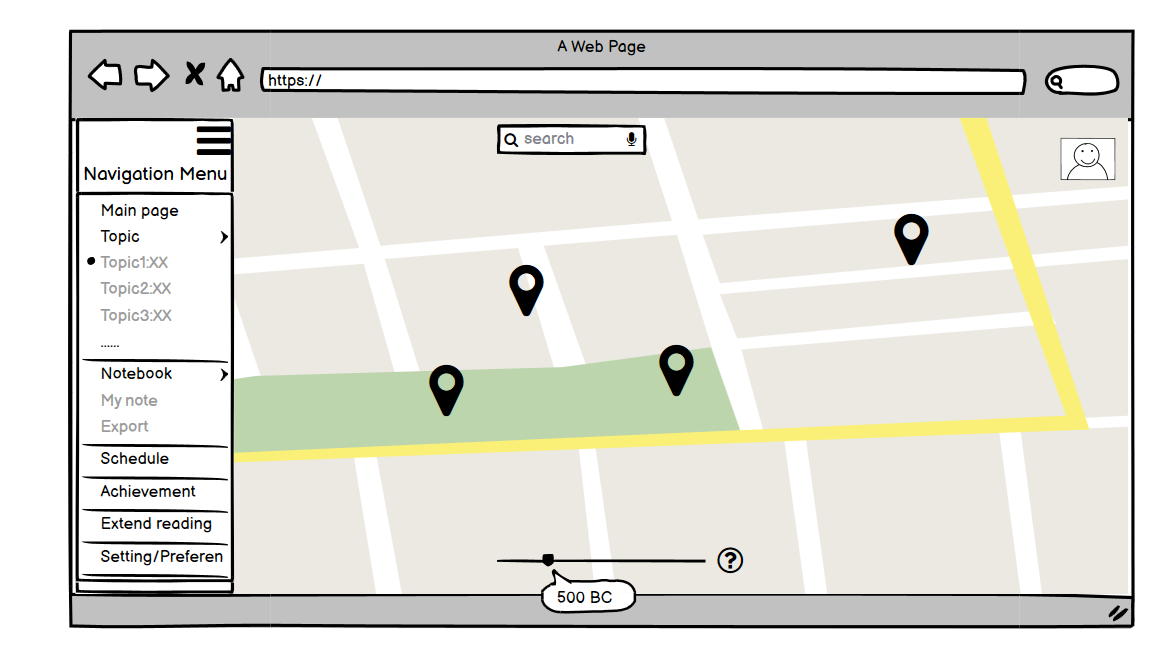 A Web Page
https://
search
Navigation Menu
Main page
Topic
Topic1:XX
Topic2:XX
Topic3:XX
......
Notebook
My note
Export
Schedule
Achievement
Extend reading
Setting/Preferen
?
500 BC